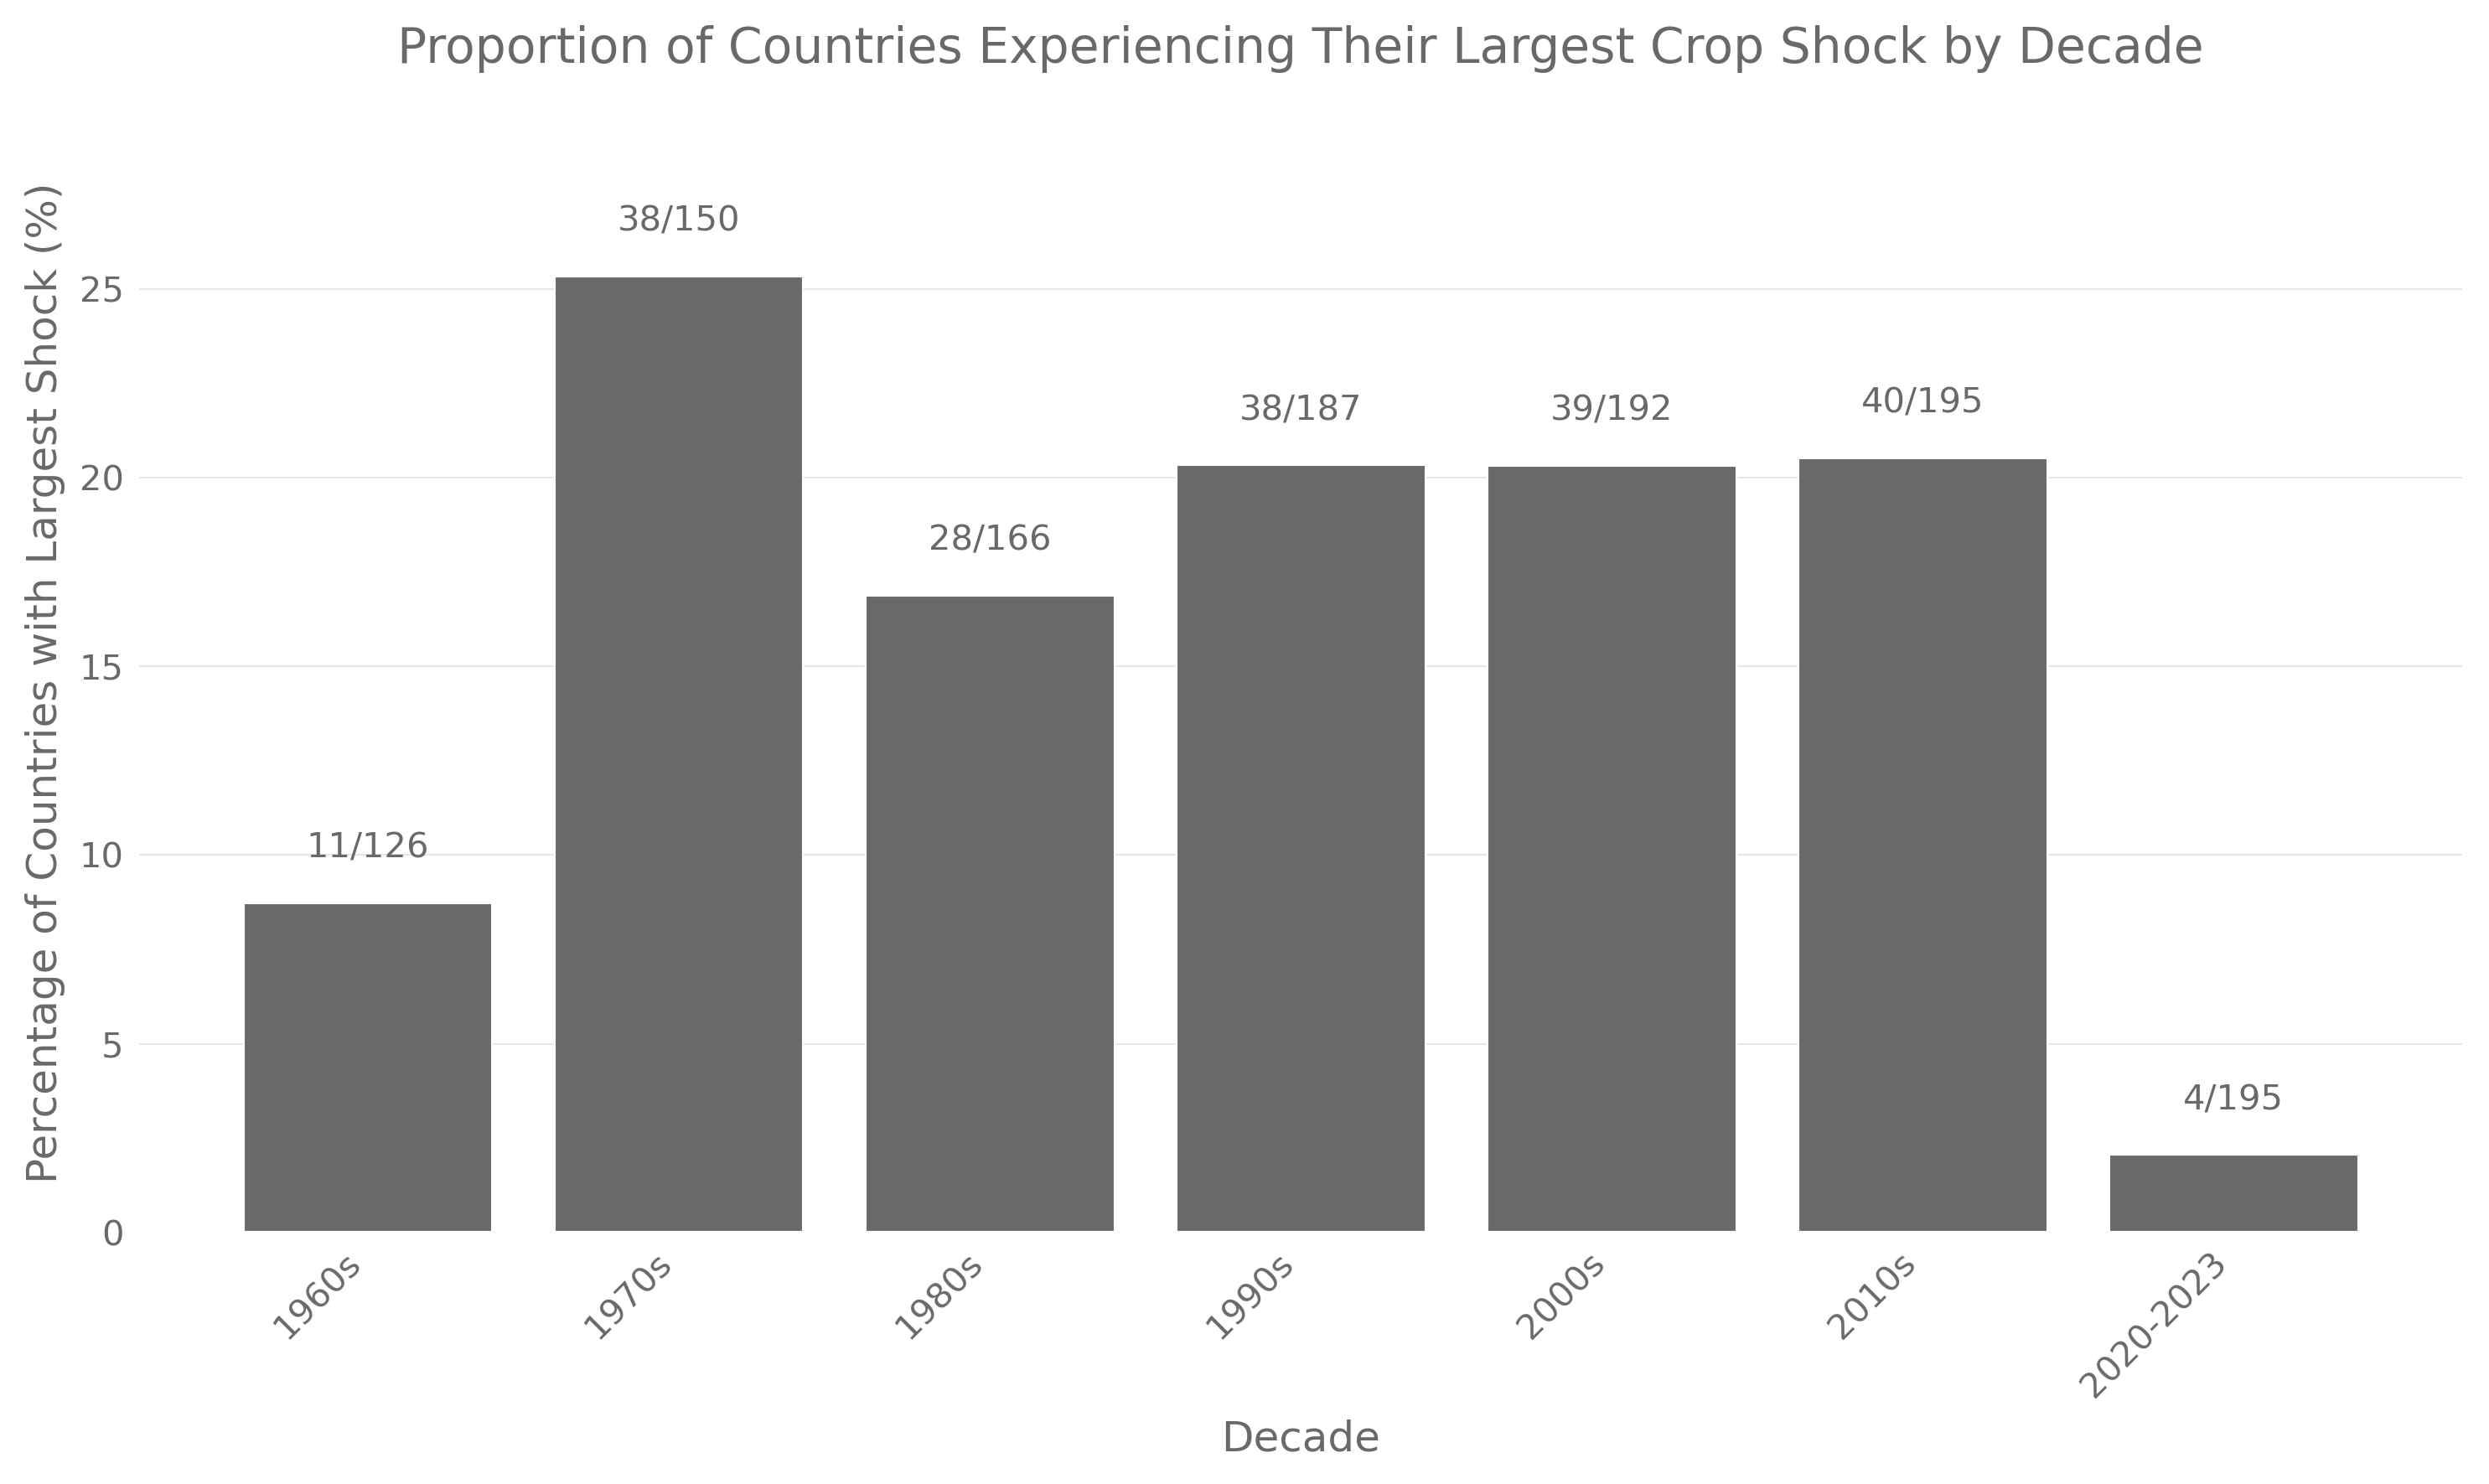 Proportion of Countries Experiencing Their Largest Crop Shock by Decade
Percentage of Countries with Largest Shock (%)
25
20
15
10
5
0
11/126
38/150
28/166
38/187
39/192
40/195
4/195
1960s
1970s
1980s
1990s
2000s
2010s
2020-2023
Decade